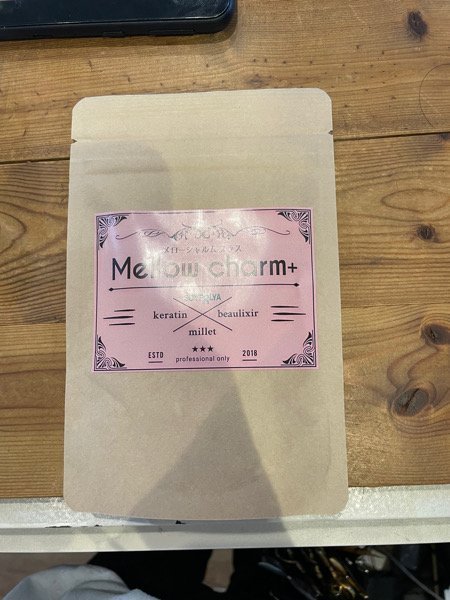 メローシャルムプラス
Mellow charm+
keratin beaulixir
millet
ESTD ★★★ 2018
professional only